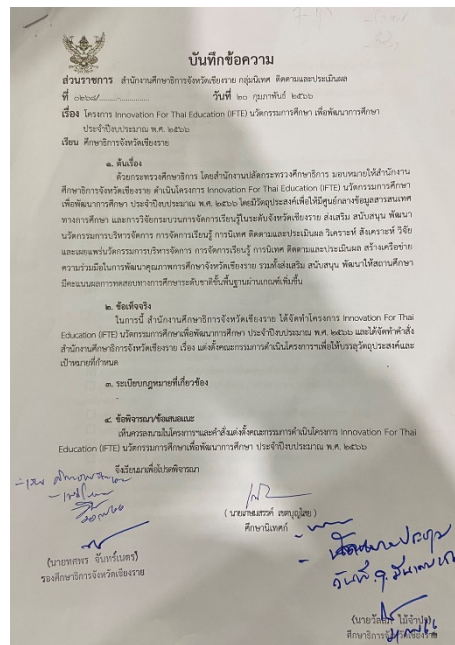 บันทึกข้อความ
ส่วนราชการ สำนักงานศึกษาธิการจังหวัดเชียงราย กลุ่มนิเทศ ติดตามและประเมินผล
ที่ ๐๒๖๘/ วันที่ ๒๐ กุมภาพันธ์ ๒๕๖๖
เรื่อง โครงการ Innovation For Thai Education (IFTE) นวัตกรรมการศึกษา เพื่อพัฒนาการศึกษา
ประจำปีงบประมาณ พ.ศ. ๒๕๖๖
เรียน ศึกษาธิการจังหวัดเชียงราย
๑. ต้นเรื่อง
ด้วยกระทรวงศึกษาธิการ โดยสำนักงานปลัดกระทรวงศึกษาธิการ มอบหมายให้สำนักงาน
ศึกษาธิการจังหวัดเชียงราย ดำเนินโครงการ Innovation For Thai Education (IFTE) นวัตกรรมการศึกษา
เพื่อพัฒนาการศึกษา ประจำปีงบประมาณ พ.ศ. ๒๕๖๖ โดยมีวัตถุประสงค์เพื่อให้มีศูนย์กลางข้อมูลสารสนเทศ
ทางการศึกษา และการวิจัยกระบวนการจัดการเรียนรู้ในระดับจังหวัดเชียงราย ส่งเสริม สนับสนุน พัฒนา
นวัตกรรมการบริหารจัดการ การจัดการเรียนรู้ การนิเทศ ติดตามและประเมินผล วิเคราะห์ สังเคราะห์ วิจัย
และเผยแพร่นวัตกรรมการบริหารจัดการ การจัดการเรียนรู้ การนิเทศ ติดตามและประเมินผล สร้างเครือข่าย
ความร่วมมือในการพัฒนาคุณภาพการศึกษาจังหวัดเชียงราย รวมทั้งส่งเสริม สนับสนุน พัฒนาให้สถานศึกษา
มีคะแนนผลการทดสอบทางการศึกษาระดับชาติขั้นพื้นฐานผ่านเกณฑ์เพิ่มขึ้น
๒. ข้อเท็จจริง
ในการนี้ สำนักงานศึกษาธิการจังหวัดเชียงราย ได้จัดทำโครงการ Innovation For Thai
Education (IFTE) นวัตกรรมการศึกษาเพื่อพัฒนาการศึกษา ประจำปีงบประมาณ พ.ศ. ๒๕๖๖ และได้จัดทำคำสั่ง
สำนักงานศึกษาธิการจังหวัดเชียงราย เรื่อง แต่งตั้งคณะกรรมการดำเนินโครงการฯเพื่อให้บรรลุวัตถุประสงค์และ
เป้าหมายที่กำหนด
๓. ระเบียบกฎหมายที่เกี่ยวข้อง
-
๔. ข้อพิจารณา/ข้อเสนอแนะ
เห็นควรลงนามในโครงการฯและคำสั่งแต่งตั้งคณะกรรมการดำเนินโครงการ Innovation For Thai
Education (IFTE) นวัตกรรมการศึกษาเพื่อพัฒนาการศึกษา ประจำปีงบประมาณ พ.ศ. ๒๕๖๖
จึงเรียนมาเพื่อโปรดพิจารณา
(นายเกษมสรวศ์ เขตบุญไสย)
ศึกษานิเทศก์
(นายทศพร จันทร์เนตร)
รองศึกษาธิการจังหวัดเชียงราย
ศึกษาธิการจังหวัดเชียงราย